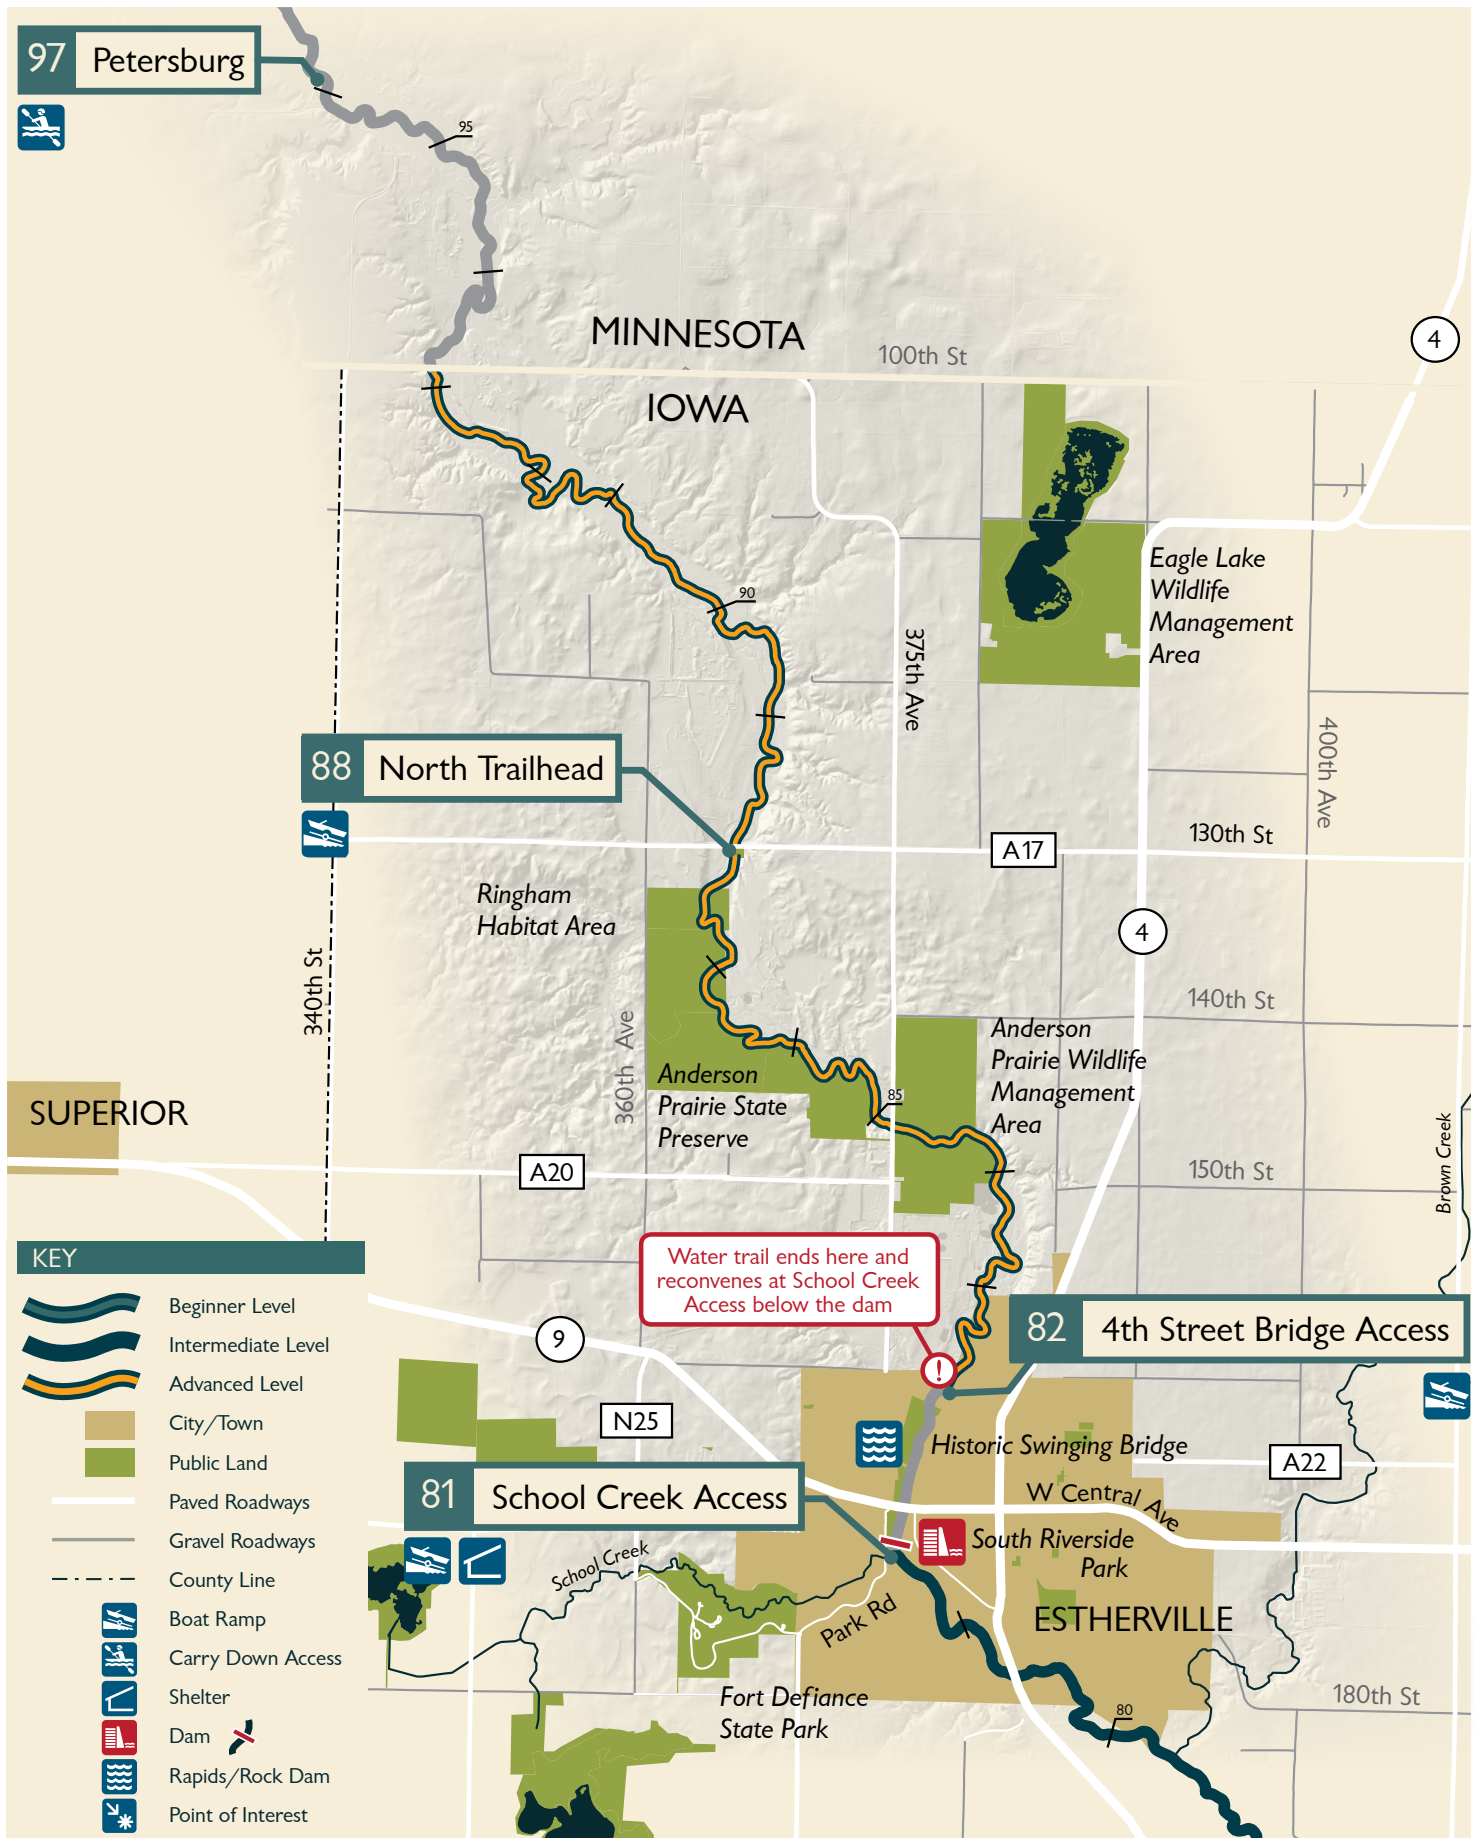 97 Petersburg
95
MINNESOTA
100th St
4
IOWA
Eagle Lake
Wildlife
Management
Area
90
375th Ave
400th Ave
88 North Trailhead
130th St
A17
Ringham
Habitat Area
4
340th St
140th St
360th Ave
Anderson
Prairie Wildlife
Management
Area
Anderson
Prairie State
Preserve
85
SUPERIOR
Brown Creek
A20
150th St
Water trail ends here and
reconvenes at School Creek
Access below the dam
!
82 4th Street Bridge Access
9
N25
Historic Swinging Bridge
A22
81 School Creek Access
W Central Ave
South Riverside
Park
School Creek
Park Rd
ESTHERVILLE
Fort Defiance
State Park
180th St
80
KEY
Beginner Level
Intermediate Level
Advanced Level
City/Town
Public Land
Paved Roadways
Gravel Roadways
County Line
Boat Ramp
Carry Down Access
Shelter
Dam
Rapids/Rock Dam
Point of Interest